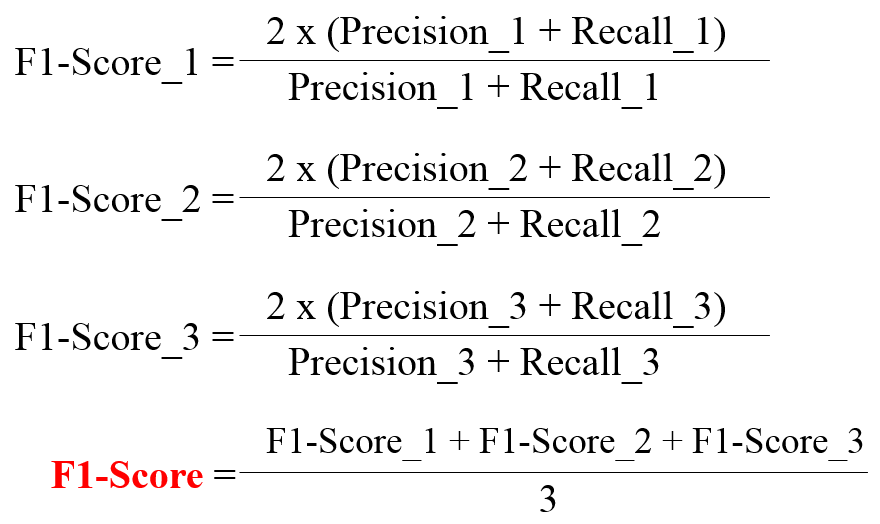 2 x (Precision_1 + Recall_1)
F1-Score_1 =
Precision_1 + Recall_1
2 x (Precision_2 + Recall_2)
F1-Score_2 =
Precision_2 + Recall_2
2 x (Precision_3 + Recall_3)
F1-Score_3 =
Precision_3 + Recall_3
F1-Score_1 + F1-Score_2 + F1-Score_3
F1-Score =
3